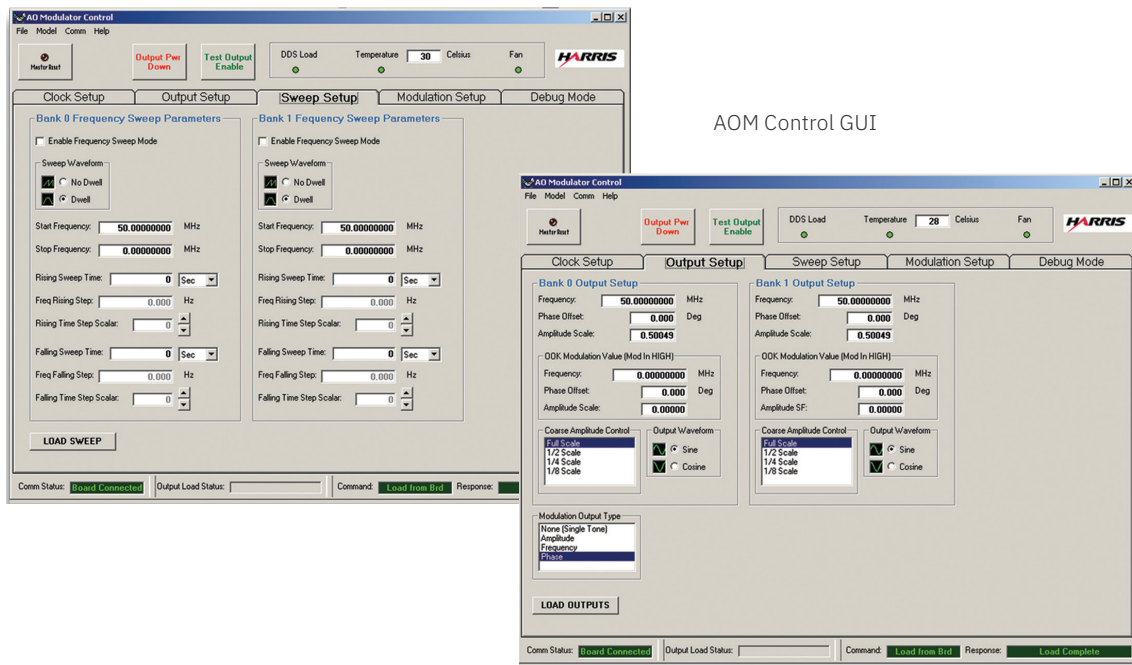 AO Modulator Control
File Model Comm Help
Master Reset
Output Pwr Down
Test Output Enable
DDS Load
Temperature 30 Celsius
Fan
HARRIS
Clock Setup Output Setup Sweep Setup Modulation Setup Debug Mode
Bank 0 Frequency Sweep Parameters
Enable Frequency Sweep Mode
Sweep Waveform
No Dwell
Dwell
Start Frequency: 50.00000000 MHz
Stop Frequency: 0.00000000 MHz
Rising Sweep Time: 0 Sec
Freq Rising Step: 0.000 Hz
Rising Time Step Scalar: 0
Falling Sweep Time: 0 Sec
Freq Falling Step: 0.000 Hz
Falling Time Step Scalar: 0
Bank 1 Fequency Sweep Parameters
Enable Frequency Sweep Mode
Sweep Waveform
No Dwell
Dwell
Start Frequency: 50.00000000 MHz
Stop Frequency: 0.00000000 MHz
Rising Sweep Time: 0 Sec
Freq Rising Step: 0.000 Hz
Rising Time Step Scalar: 0
Falling Sweep Time: 0 Sec
Freq Falling Step: 0.000 Hz
Falling Time Step Scalar: 0
LOAD SWEEP
Comm Status: Board Connected Output Load Status: Command: Load from Brd Response:
AOM Control GUI
AO Modulator Control
File Model Comm Help
Master Reset
Output Pwr Down
Test Output Enable
DDS Load
Temperature 28 Celsius
Fan
HARRIS
Clock Setup Output Setup Sweep Setup Modulation Setup Debug Mode
Bank 0 Output Setup
Frequency: 50.00000000 MHz
Phase Offset: 0.000 Deg
Amplitude Scale: 0.50049
OOK Modulation Value (Mod In HIGH)
Frequency: 0.00000000 MHz
Phase Offset: 0.000 Deg
Amplitude Scale: 0.00000
Coarse Amplitude Control
Full Scale
1/2 Scale
1/4 Scale
1/8 Scale
Output Waveform
Sine
Cosine
Bank 1 Output Setup
Frequency: 50.00000000 MHz
Phase Offset: 0.000 Deg
Amplitude Scale: 0.50049
OOK Modulation Value (Mod In HIGH)
Frequency: 0.00000000 MHz
Phase Offset: 0.000 Deg
Amplitude SF: 0.00000
Coarse Amplitude Control
Full Scale
1/2 Scale
1/4 Scale
1/8 Scale
Output Waveform
Sine
Cosine
Modulation Output Type
None (Single Tone)
Amplitude
Frequency
Phase
LOAD OUTPUTS
Comm Status: Board Connected Output Load Status: Command: Load from Brd Response: Load Complete